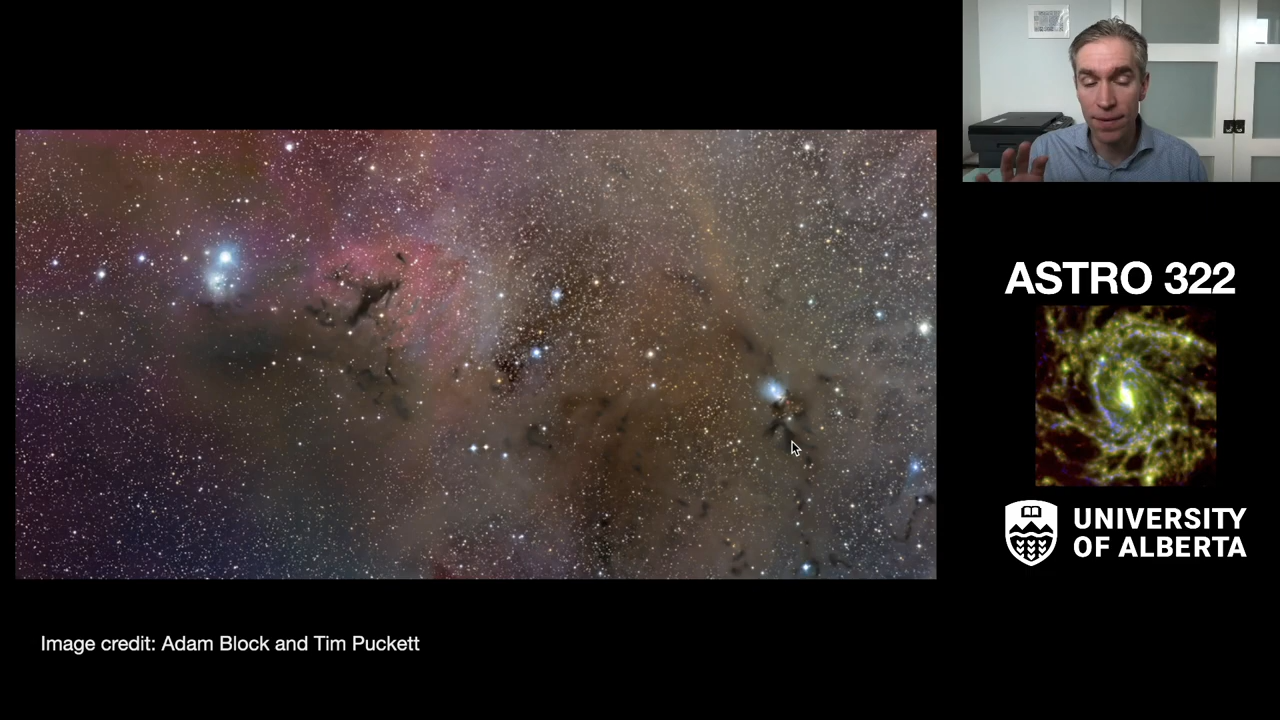 ASTRO 322
UNIVERSITY
OF ALBERTA
Image credit: Adam Block and Tim Puckett